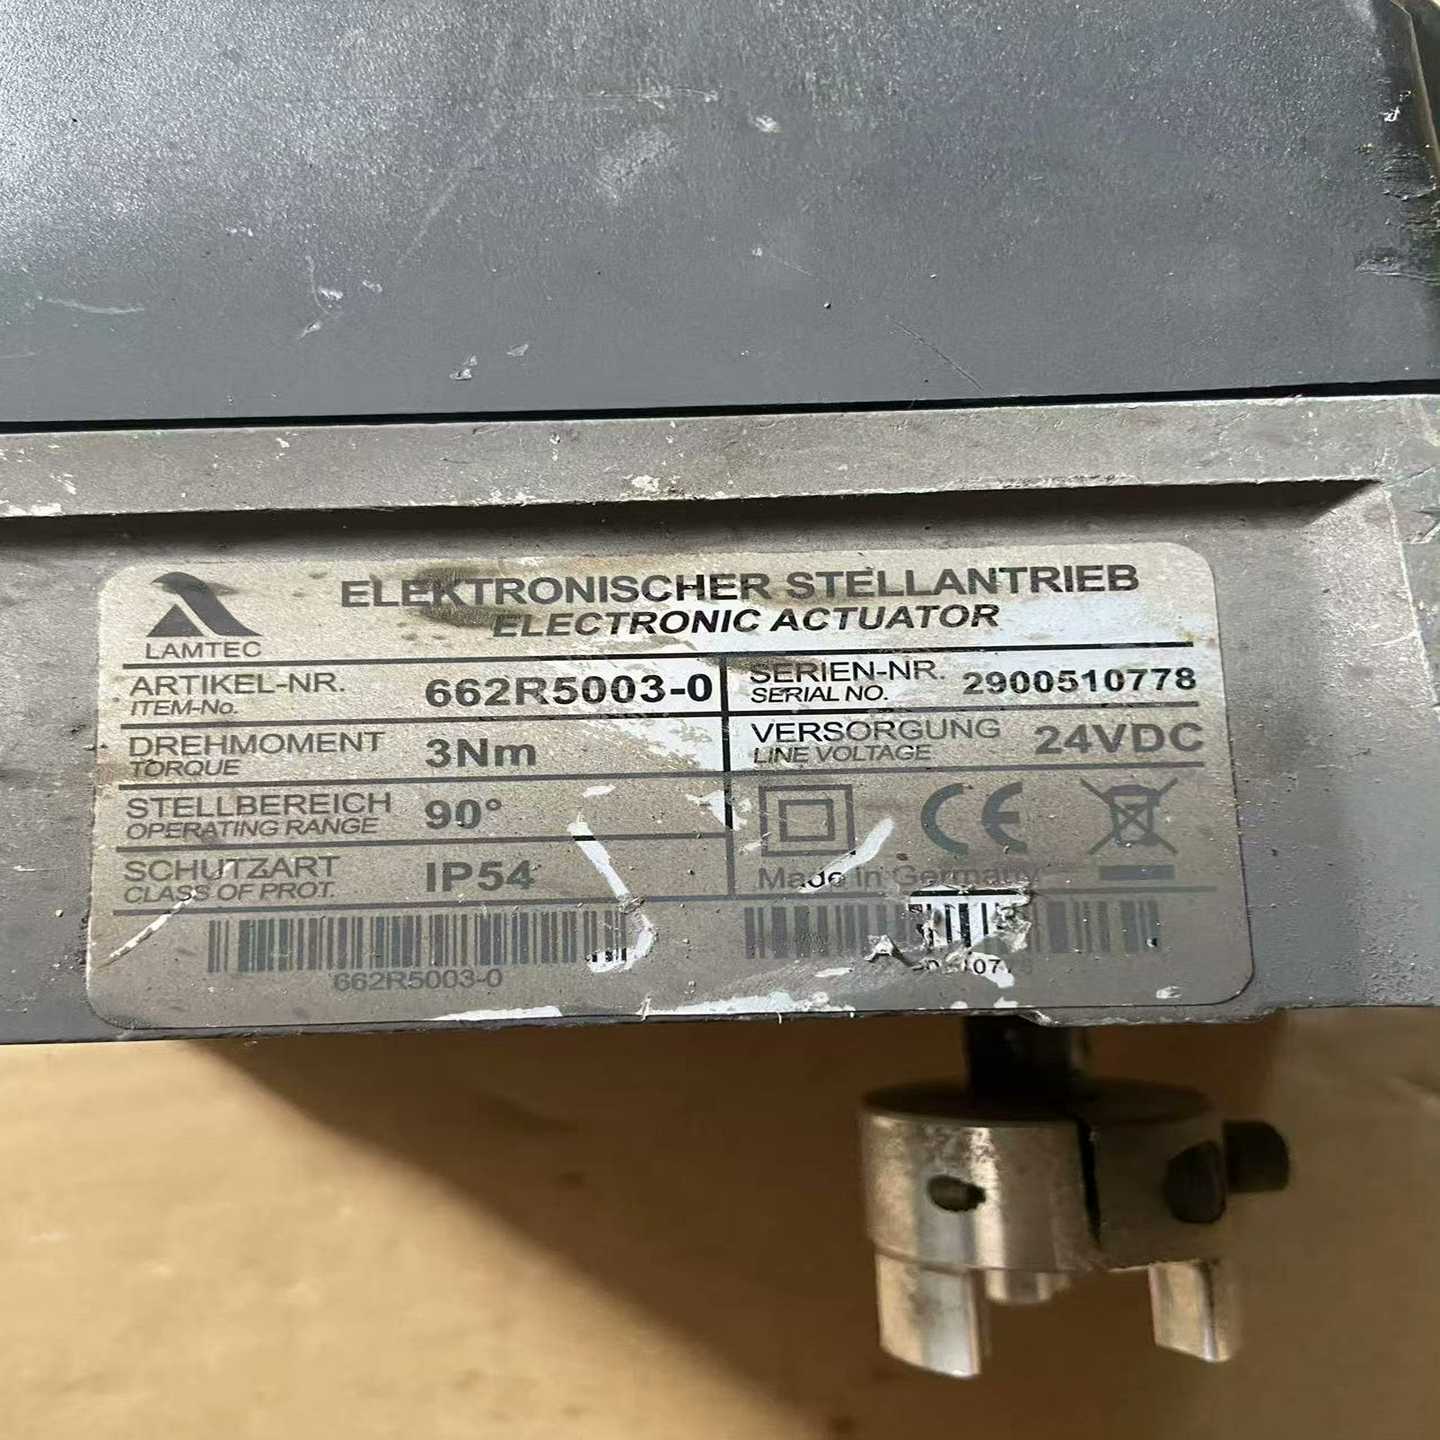 LAMTEC
ELEKTRONISCHER STELLANTRIEB
ELECTRONIC ACTUATOR
ARTIKEL-NR. 662R5003-0
ITEM-No.
SERIEN-NR. 2900510778
SERIAL NO.
DREHMOMENT 3Nm
TORQUE
VERSORGUNG 24VDC
LINE VOLTAGE
STELLBEREICH 90°
OPERATING RANGE
SCHUTZART IP54
CLASS OF PROT.
CE
Made in Germany
662R5003-0